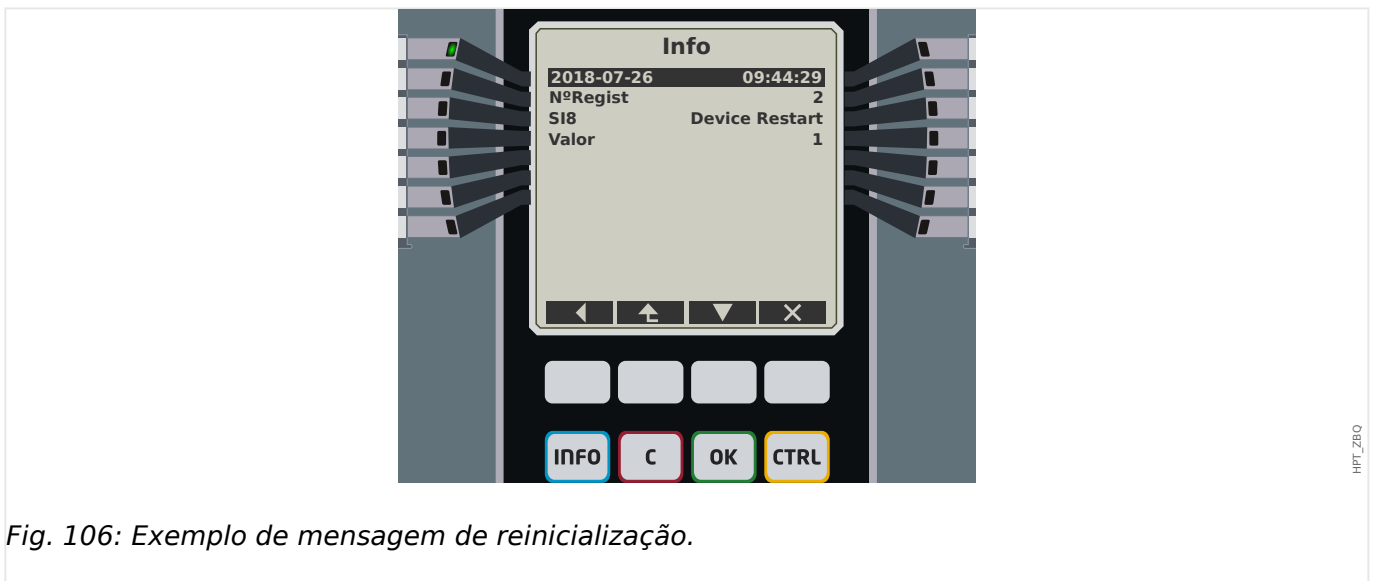 Info
2018-07-26 09:44:29
NºRegist 2
SI8 Device Restart
Valor 1
INFO C OK CTRL
HPT_ZBQ
Fig. 106: Exemplo de mensagem de reinicialização.